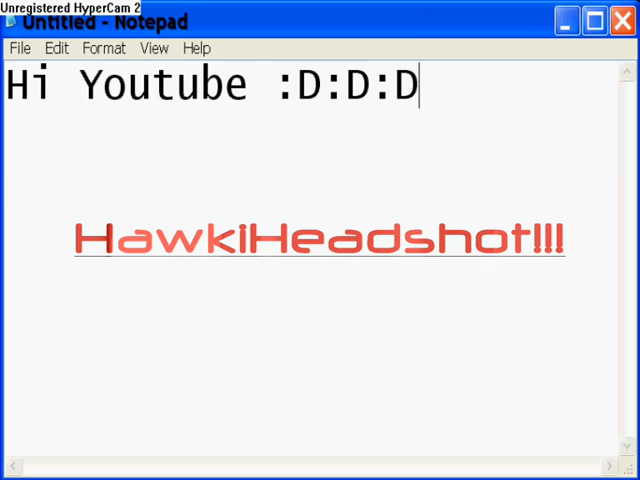 Unregistered HyperCam 2
Untitled - Notepad
File Edit Format View Help
Hi Youtube :D:D:D
HawkiHeadshot!!!